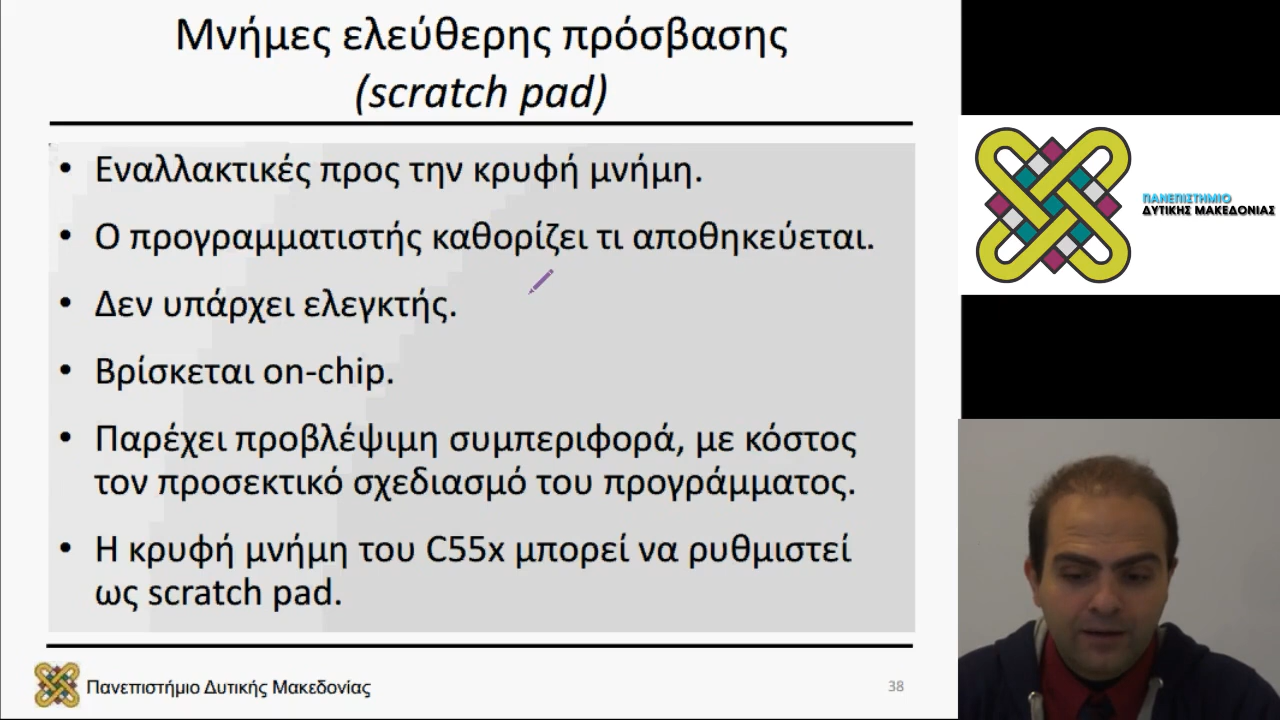 Μνήμες ελεύθερης πρόσβασης
(scratch pad)
• Εναλλακτικές προς την κρυφή μνήμη.
• Ο προγραμματιστής καθορίζει τι αποθηκεύεται.
• Δεν υπάρχει ελεγκτής.
• Βρίσκεται on-chip.
• Παρέχει προβλέψιμη συμπεριφορά, με κόστος
τον προσεκτικό σχεδιασμό του προγράμματος.
• Η κρυφή μνήμη του C55x μπορεί να ρυθμιστεί
ως scratch pad.
Πανεπιστήμιο Δυτικής Μακεδονίας
38
ΠΑΝΕΠΙΣΤΗΜΙΟ
ΔΥΤΙΚΗΣ ΜΑΚΕΔΟΝΙΑΣ